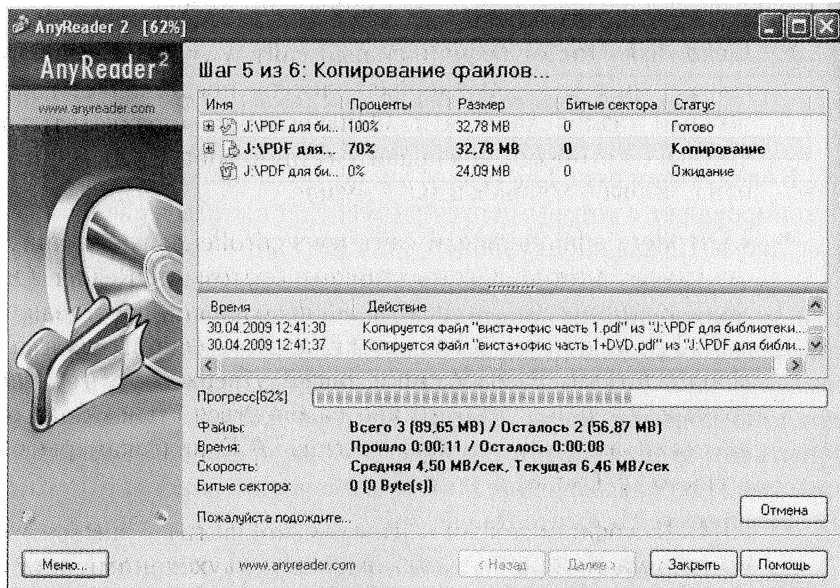 AnyReader 2 [62%]
AnyReader²
www.anyreader.com
Шаг 5 из 6: Копирование файлов...
Имя Проценты Размер Битые сектора Статус
J:\PDF для би... 100% 32,78 MB 0 Готово
J:\PDF для... 70% 32,78 MB 0 Копирование
J:\PDF для би... 0% 24,09 MB 0 Ожидание
Время Действие
30.04.2009 12:41:30 Копируется файл "виста+офис часть 1.pdf" из "J:\PDF для библиотеки...
30.04.2009 12:41:37 Копируется файл "виста+офис часть 1+DVD.pdf" из "J:\PDF для библи...
Прогресс[62%]
Файлы: Всего 3 (89,65 MB) / Осталось 2 (56,87 MB)
Время: Прошло 0:00:11 / Осталось 0:00:08
Скорость: Средняя 4,50 MB/сек, Текущая 6,46 MB/сек
Битые сектора: 0 (0 Byte(s))
Пожалуйста подождите...
Отмена
Меню... www.anyreader.com < Назад Далее > Закрыть Помощь